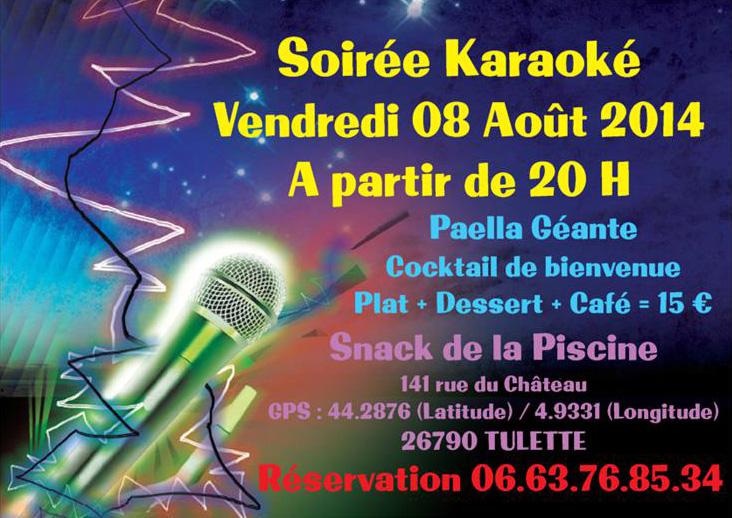 Soirée Karaoké
Vendredi 08 Août 2014
A partir de 20 H
Paella Géante
Cocktail de bienvenue
Plat + Dessert + Café = 15 €
Snack de la Piscine
141 rue du Château
GPS : 44.2876 (Latitude) / 4.9331 (Longitude)
26790 TULETTE
Réservation 06.63.76.85.34